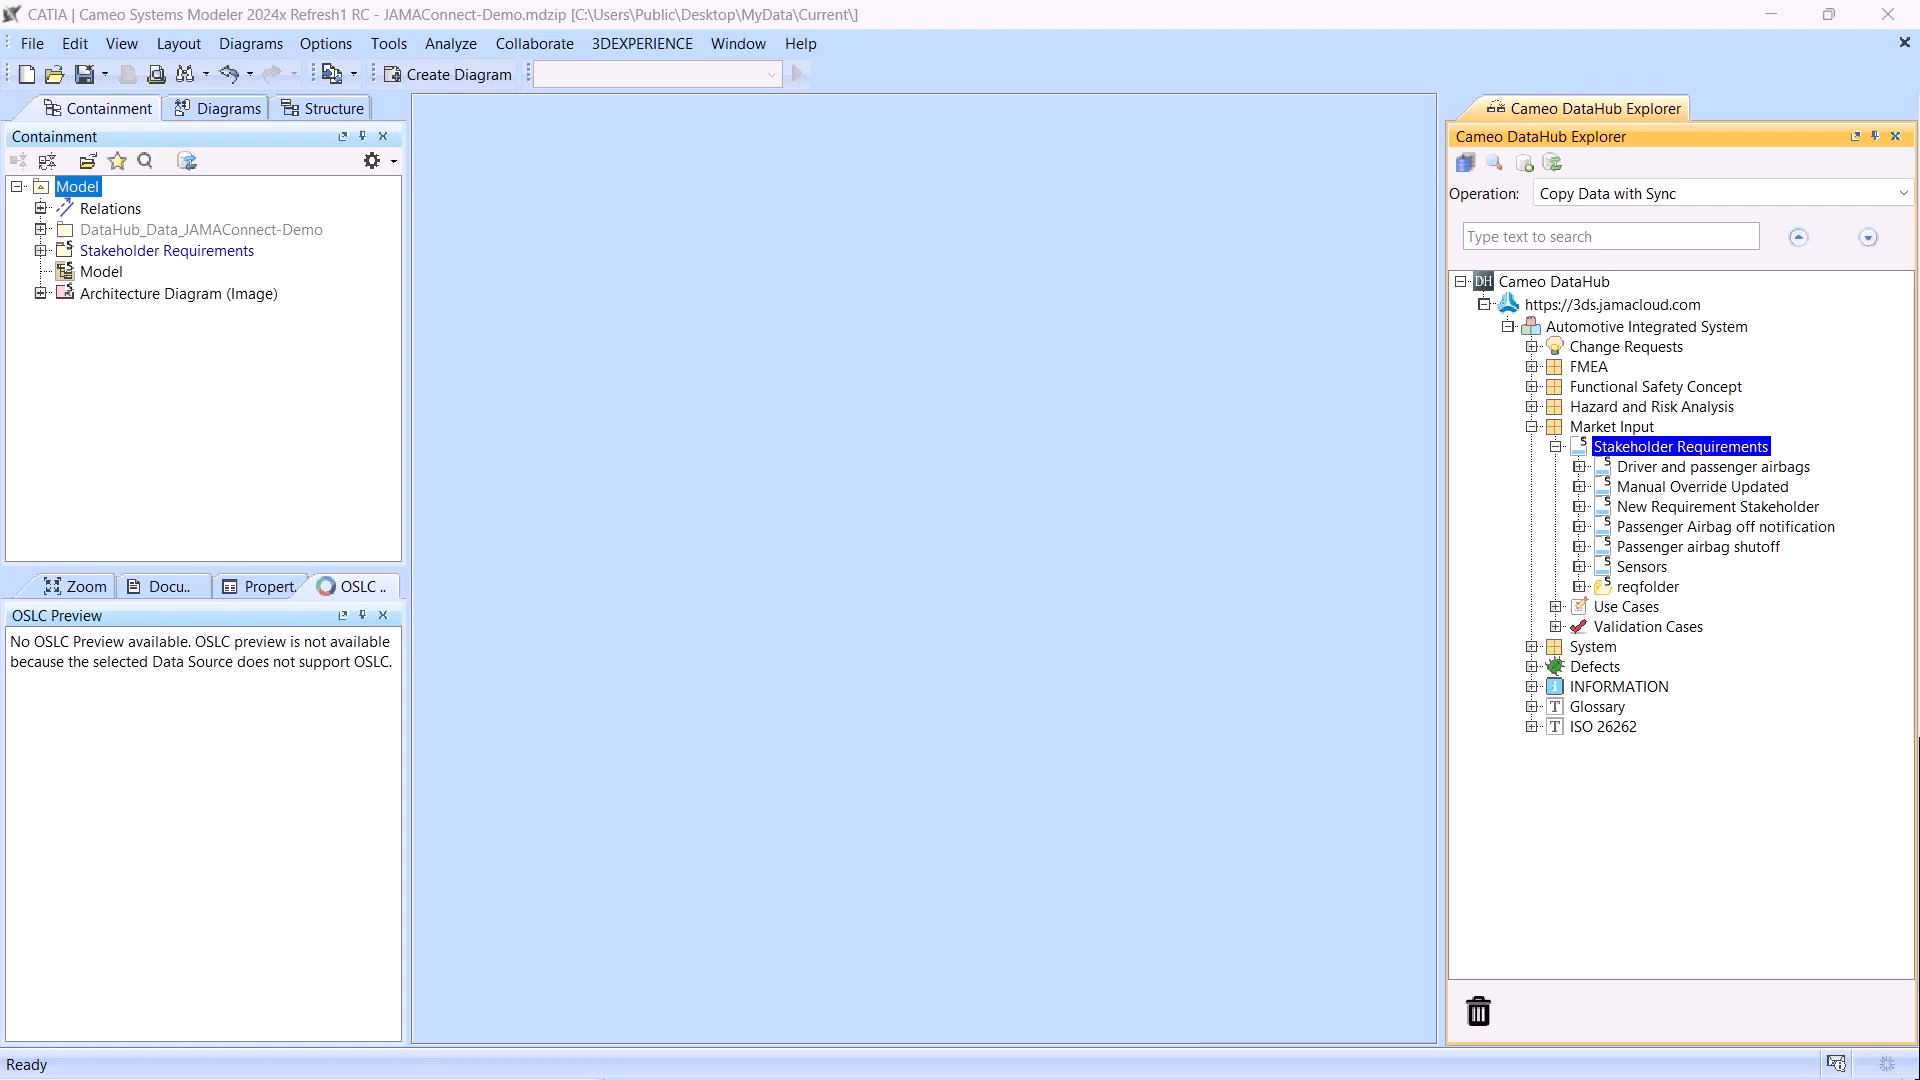 CATIA | Cameo Systems Modeler 2024x Refresh1 RC - JAMAConnect-Demo.mdzip [C:\Users\Public\Desktop\MyData\Current\]
File Edit View Layout Diagrams Options Tools Analyze Collaborate 3DEXPERIENCE Window Help
Create Diagram
Containment Diagrams Structure
Containment
Model
Relations
DataHub_Data_JAMAConnect-Demo
Stakeholder Requirements
Model
Architecture Diagram (Image)
Zoom Docu.. Propert. OSLC ..
OSLC Preview
No OSLC Preview available. OSLC preview is not available
because the selected Data Source does not support OSLC.
Cameo DataHub Explorer
Cameo DataHub Explorer
Operation: Copy Data with Sync
Type text to search
DH Cameo DataHub
https://3ds.jamacloud.com
Automotive Integrated System
Change Requests
FMEA
Functional Safety Concept
Hazard and Risk Analysis
Market Input
Stakeholder Requirements
Driver and passenger airbags
Manual Override Updated
New Requirement Stakeholder
Passenger Airbag off notification
Passenger airbag shutoff
Sensors
reqfolder
Use Cases
Validation Cases
System
Defects
INFORMATION
T Glossary
T ISO 26262
Ready